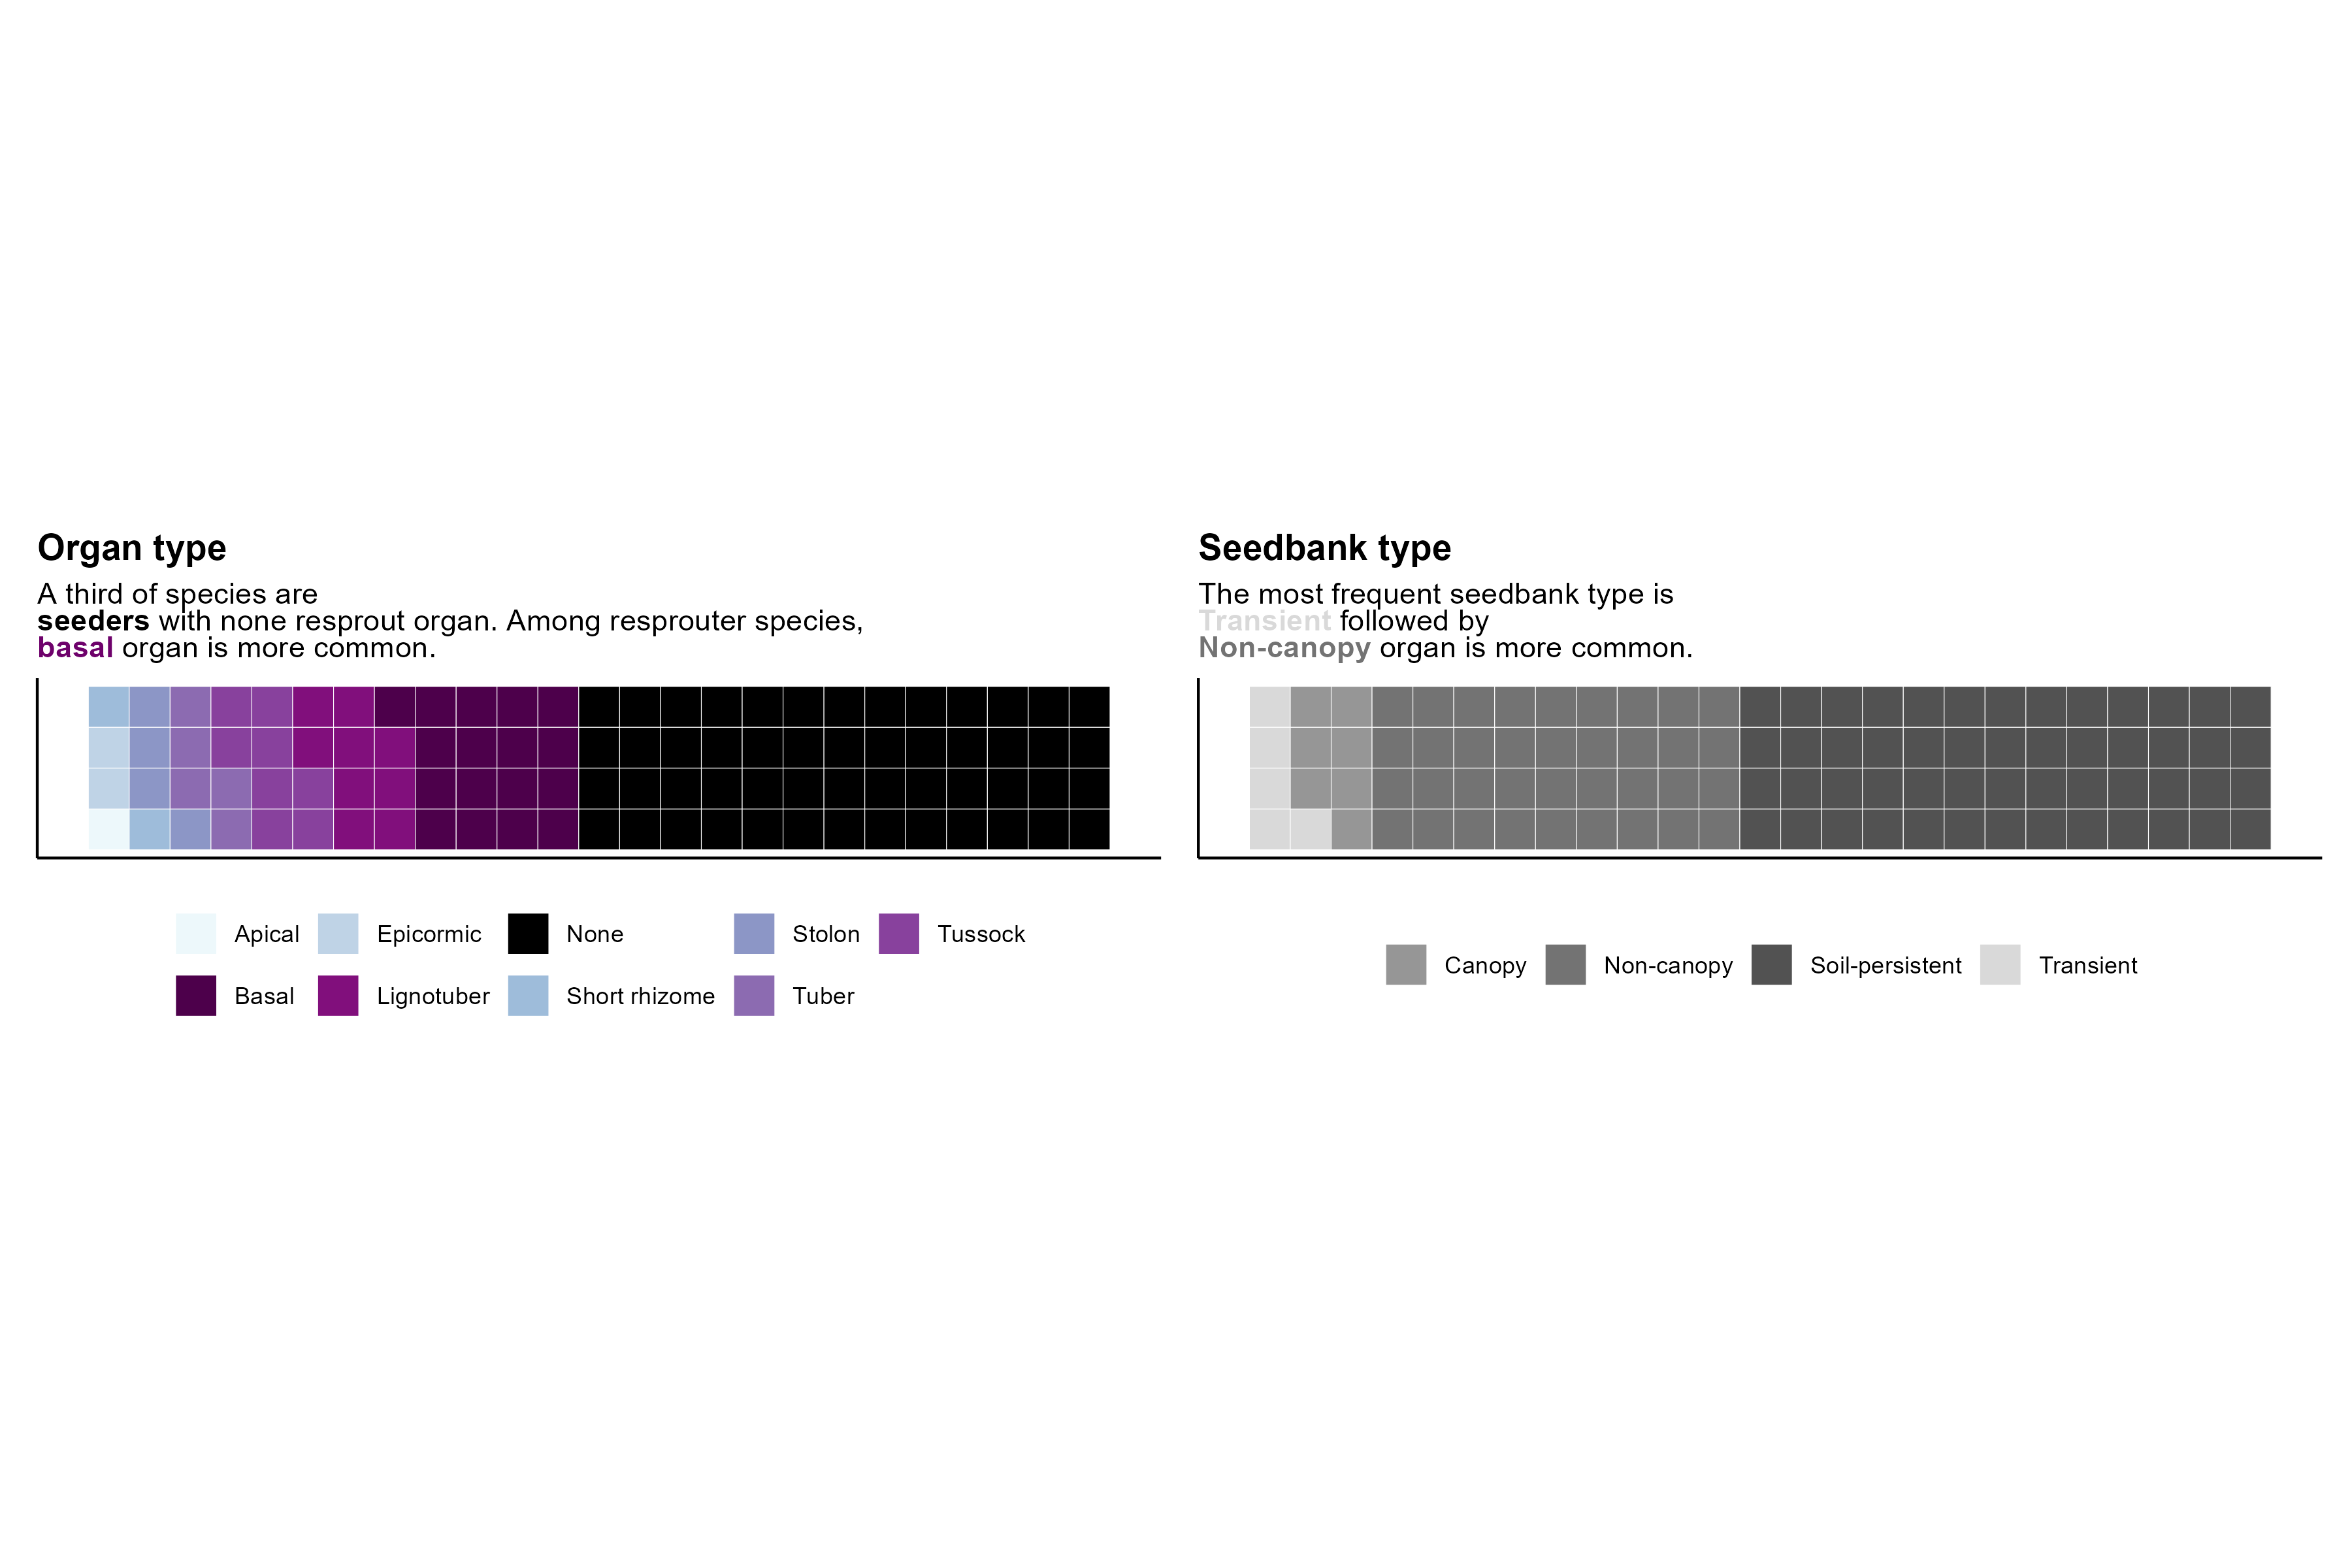 Organ type
A third of species are
seeders with none resprout organ. Among resprouter species,
basal organ is more common.
Apical
Epicormic
None
Stolon
Tussock
Basal
Lignotuber
Short rhizome
Tuber
Seedbank type
The most frequent seedbank type is
Transient followed by
Non-canopy organ is more common.
Canopy
Non-canopy
Soil-persistent
Transient